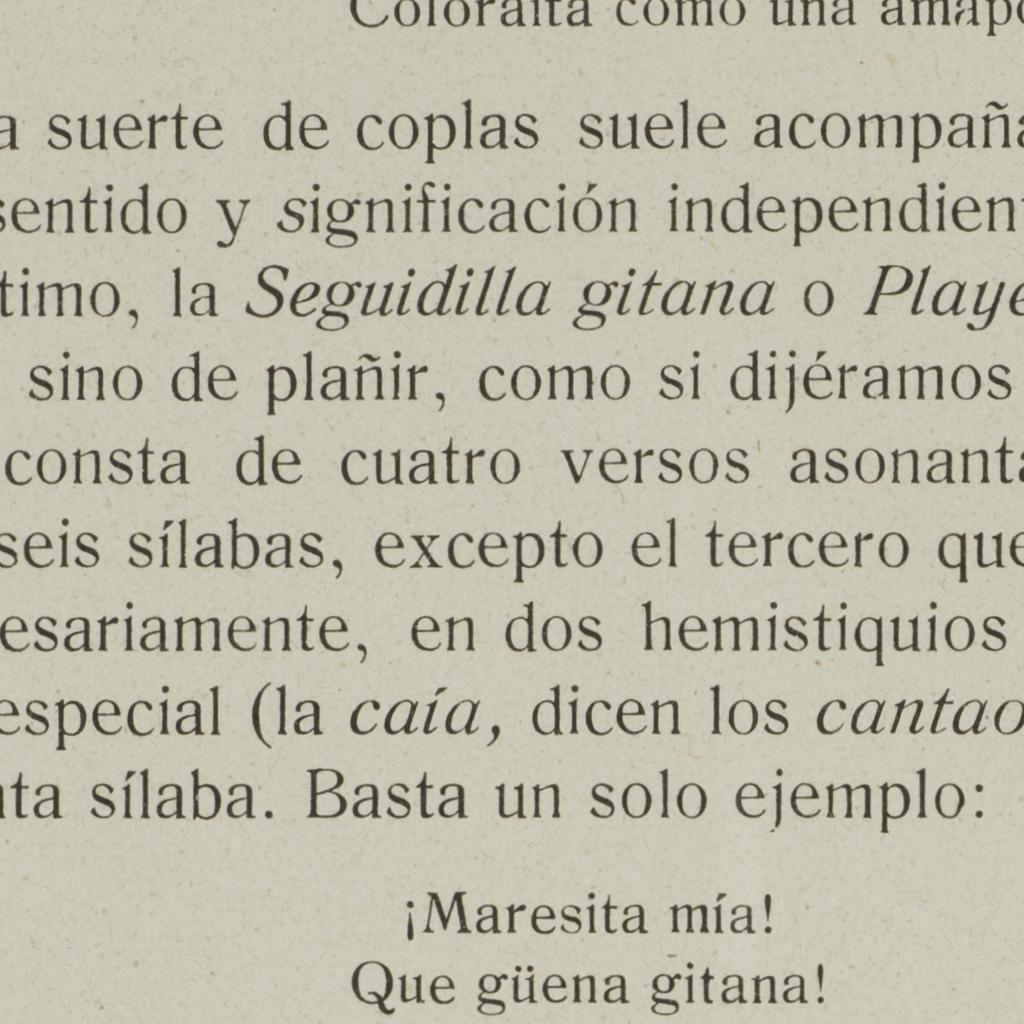 Coloraíta como una amapo
a suerte de coplas suele acompaña
sentido y significación independient
timo, la Seguidilla gitana o Playe
sino de plañir, como si dijéramos
consta de cuatro versos asonanta
seis sílabas, excepto el tercero que
esariamente, en dos hemistiquios
especial (la caía, dicen los cantao
ta sílaba. Basta un solo ejemplo:
¡Maresita mía!
Que güena gitana!